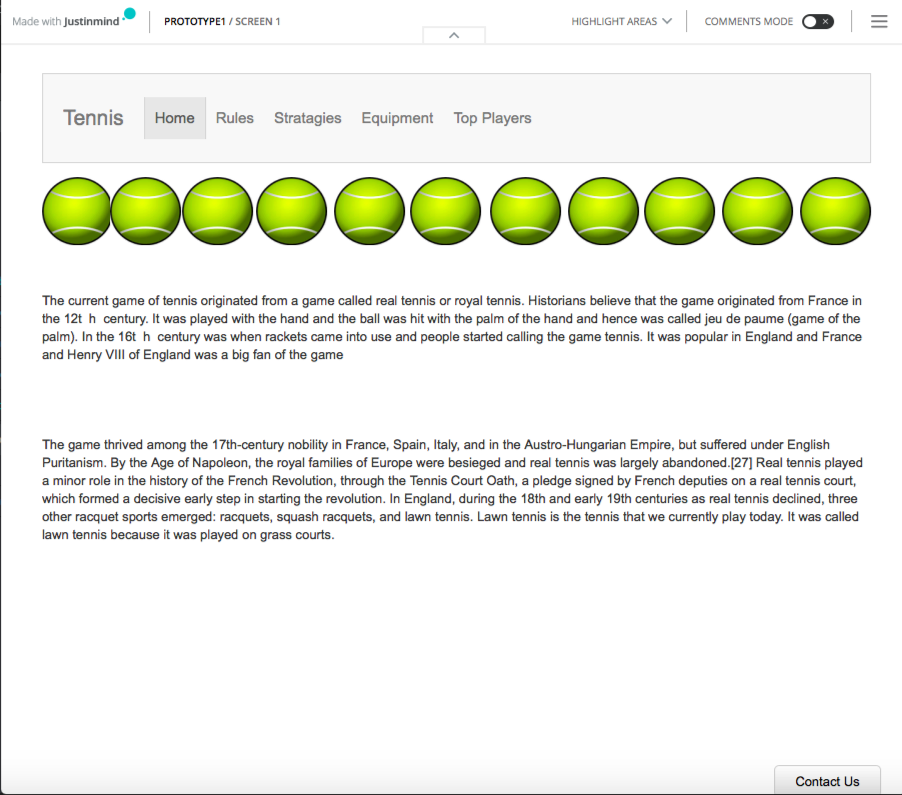 Made with Justinmind
PROTOTYPE1 / SCREEN 1
HIGHLIGHT AREAS
COMMENTS MODE
Tennis
Home
Rules
Stratagies
Equipment
Top Players
The current game of tennis originated from a game called real tennis or royal tennis. Historians believe that the game originated from France in
the 12t h century. It was played with the hand and the ball was hit with the palm of the hand and hence was called jeu de paume (game of the
palm). In the 16t h century was when rackets came into use and people started calling the game tennis. It was popular in England and France
and Henry VIII of England was a big fan of the game
The game thrived among the 17th-century nobility in France, Spain, Italy, and in the Austro-Hungarian Empire, but suffered under English
Puritanism. By the Age of Napoleon, the royal families of Europe were besieged and real tennis was largely abandoned.[27] Real tennis played
a minor role in the history of the French Revolution, through the Tennis Court Oath, a pledge signed by French deputies on a real tennis court,
which formed a decisive early step in starting the revolution. In England, during the 18th and early 19th centuries as real tennis declined, three
other racquet sports emerged: racquets, squash racquets, and lawn tennis. Lawn tennis is the tennis that we currently play today. It was called
lawn tennis because it was played on grass courts.
Contact Us